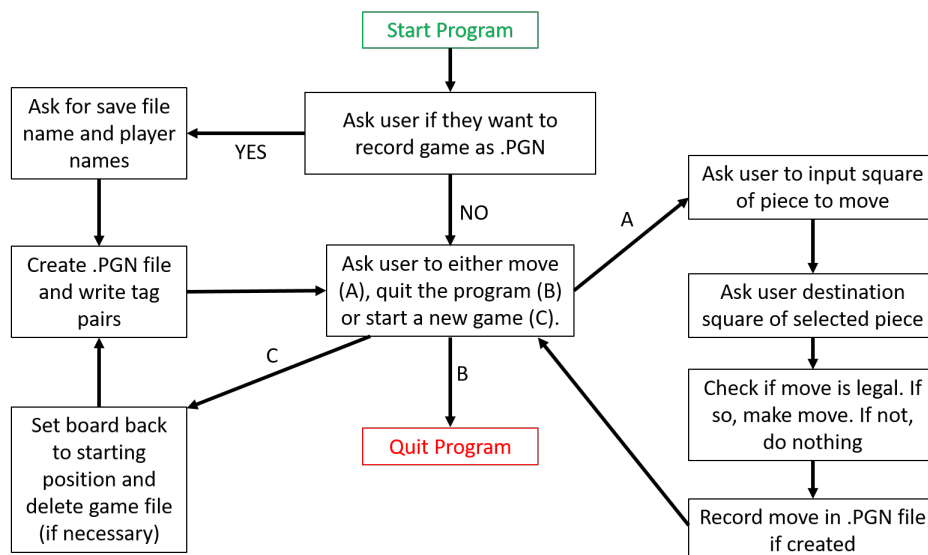 Start Program
Ask user if they want to
record game as .PGN
YES
NO
Ask for save file
name and player
names
Create .PGN file
and write tag
pairs
Ask user to either move
(A), quit the program (B)
or start a new game (C).
A
B
C
Ask user to input square
of piece to move
Ask user destination
square of selected piece
Check if move is legal. If
so, make move. If not,
do nothing
Record move in .PGN file
if created
Set board back
to starting
position and
delete game file
(if necessary)
Quit Program